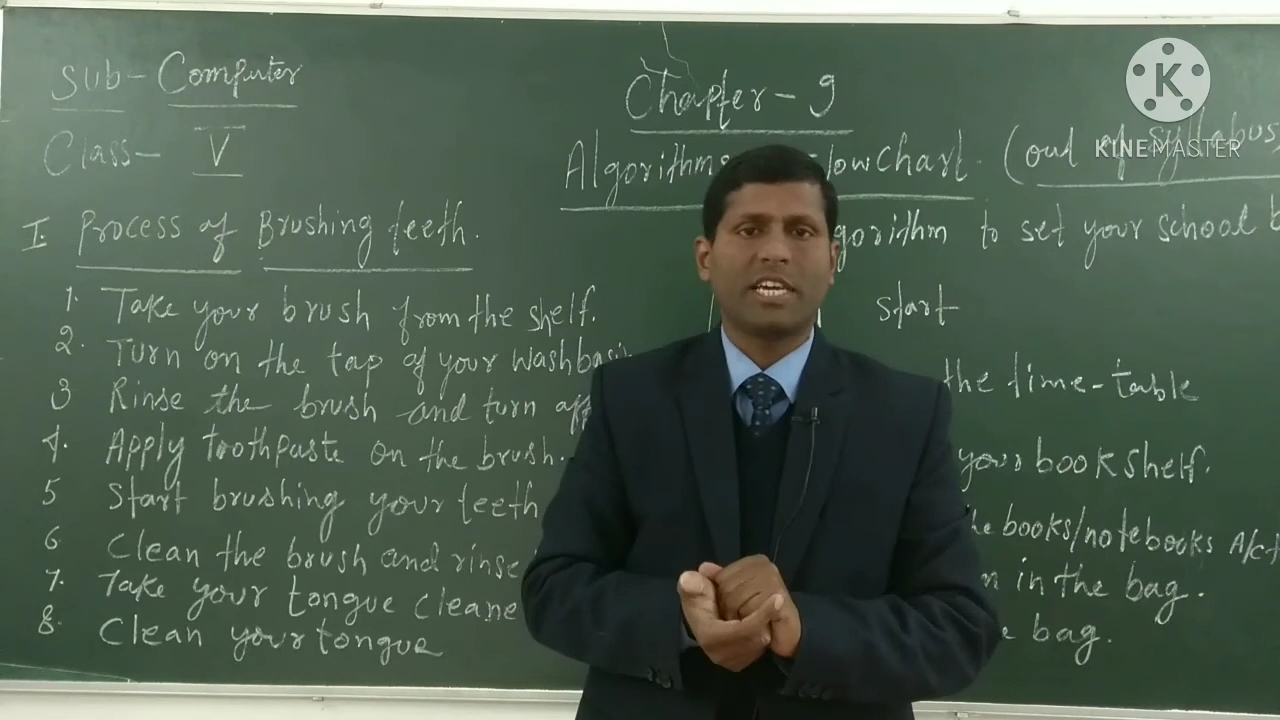 Sub- Computer
Class- V
I Process of Brushing teeth.
1. Take your brush from the shelf.
2. Turn on the tap of your
3 Rinse the brush and turn
4. Apply toothpaste on the brush.
5 Start brushing your teeth
6 Clean the brush and rinse
7. Take your tongue
8. Clean your tongue
Chapter-9
Algorithms lowchart. (out of syllabus
gorithm to set your school
Start
the time-table
your bookshelf.
books/notebooks A/c
in the bag.
bag.
K
KINEMASTER